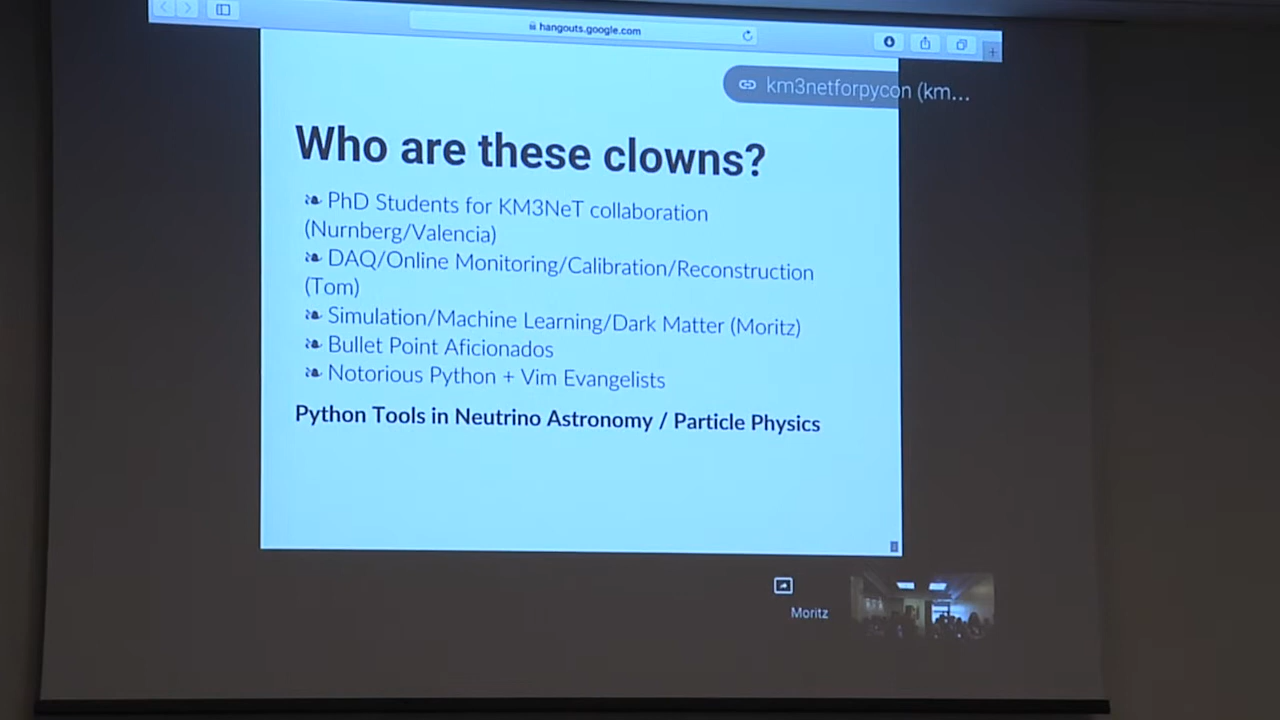 hangouts.google.com
km3netforpycon (km...
Who are these clowns?
❧ PhD Students for KM3NeT collaboration
(Nurnberg/Valencia)
❧ DAQ/Online Monitoring/Calibration/Reconstruction
(Tom)
❧ Simulation/Machine Learning/Dark Matter (Moritz)
❧ Bullet Point Aficionados
❧ Notorious Python + Vim Evangelists
Python Tools in Neutrino Astronomy / Particle Physics
Moritz